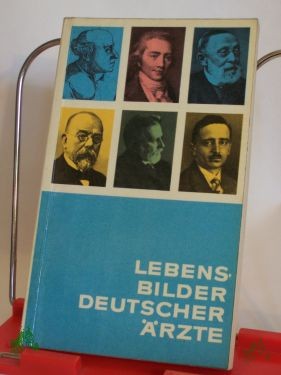 LEBENS-
BILDER
DEUTSCHER
ÄRZTE